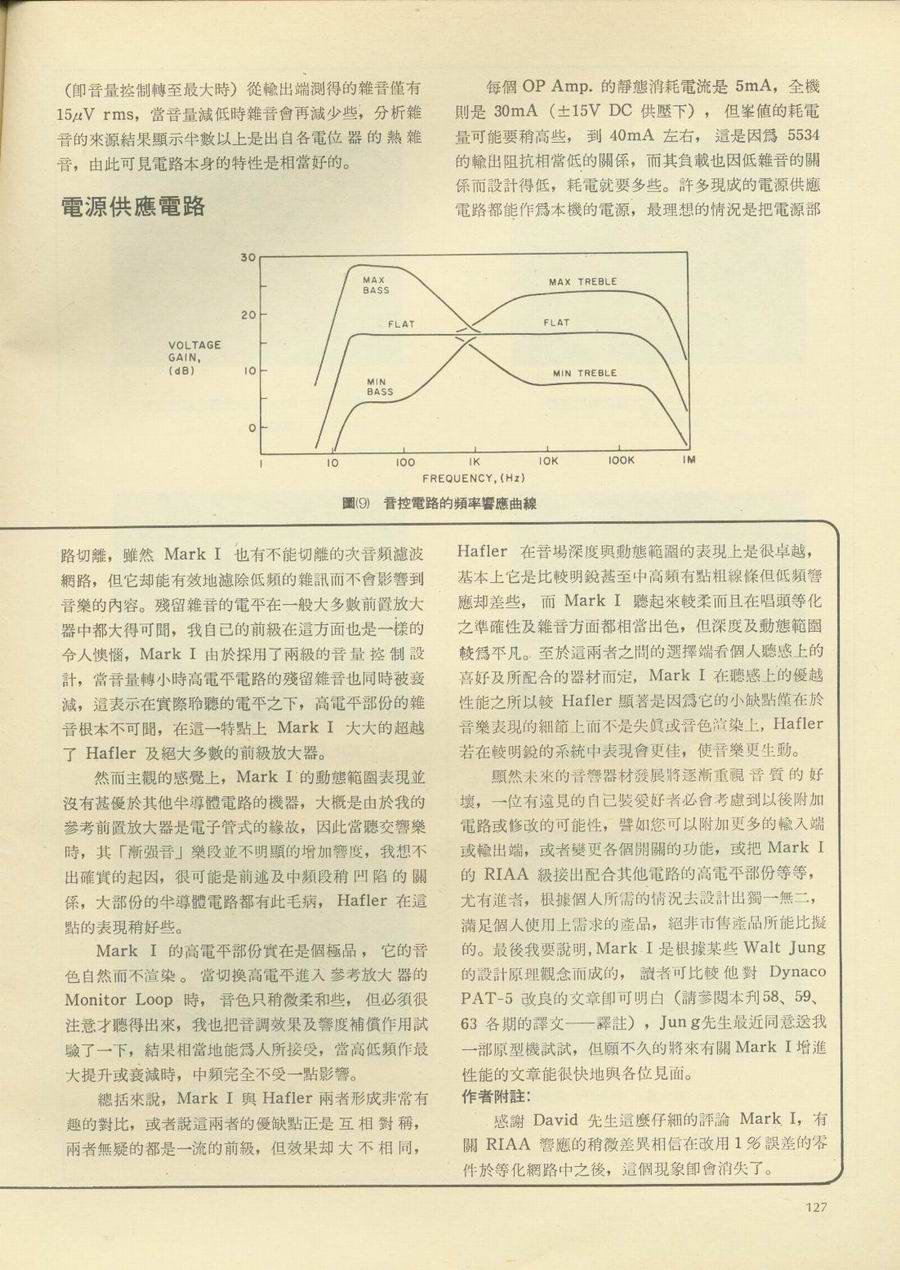 （即音量控制轉至最大時）從輸出端測得的雜音僅有
15μV rms，當音量減低時雜音會再減少些，分析雜
音的來源結果顯示半數以上是出自各電位器的熱雜
音，由此可見電路本身的特性是相當好的。
電源供應電路
每個 OP Amp. 的靜態消耗電流是 5mA，全機
則是 30mA（±15V DC 供壓下），但峯値的耗電
量可能要稍高些，到 40mA 左右，這是因爲 5534
的輸出阻抗相當低的關係，而其負載也因低雜音的關
係而設計得低，耗電就要多些。許多現成的電源供應
電路都能作爲本機的電源，最理想的情況是把電源部
30
20
10
0
VOLTAGE
GAIN,
(dB)
MAX
BASS
MAX TREBLE
FLAT
FLAT
MIN
BASS
MIN TREBLE
1 10 100 1K 10K 100K 1M
FREQUENCY, (Hz)
圖(9) 音控電路的頻率響應曲線
路切離，雖然 Mark I 也有不能切離的次音頻濾波
網路，但它却能有效地濾除低頻的雜訊而不會影響到
音樂的內容。殘留雜音的電平在一般大多數前置放大
器中都大得可聞，我自己的前級在這方面也是一樣的
令人懊惱，Mark I 由於採用了兩級的音量控制設
計，當音量轉小時高電平電路的殘留雜音也同時被衰
減，這表示在實際聆聽的電平之下，高電平部份的雜
音根本不可聞，在這一特點上 Mark I 大大的超越
了 Hafler 及絕大多數的前級放大器。
然而主觀的感覺上，Mark I 的動態範圍表現並
沒有甚優於其他半導體電路的機器，大概是由於我的
參考前置放大器是電子管式的緣故，因此當聽交響樂
時，其「漸强音」樂段並不明顯的增加響度，我想不
出確實的起因，很可能是前述及中頻段稍凹陷的關
係，大部份的半導體電路都有此毛病，Hafler 在這
點的表現稍好些。
Mark I 的高電平部份實在是個極品，它的音
色自然而不渲染。當切換高電平進入參考放大器的
Monitor Loop 時，音色只稍微柔和些，但必須很
注意才聽得出來，我也把音調效果及響度補償作用試
驗了一下，結果相當地能爲人所接受，當高低頻作最
大提升或衰減時，中頻完全不受一點影響。
總括來說，Mark I 與 Hafler 兩者形成非常有
趣的對比，或者說這兩者的優缺點正是互相對稱，
兩者無疑的都是一流的前級，但效果却大不相同，
Hafler 在音場深度與動態範圍的表現上是很卓越，
基本上它是比較明銳甚至中高頻有點粗線條但低頻響
應却差些，而 Mark I 聽起來較柔而且在唱頭等化
之準確性及雜音方面都相當出色，但深度及動態範圍
較爲平凡。至於這兩者之間的選擇端看個人聽感上的
喜好及所配合的器材而定，Mark I 在聽感上的優越
性能之所以較 Hafler 顯著是因爲它的小缺點僅在於
音樂表現的細節上而不是失眞或音色渲染上，Hafler
若在較明銳的系統中表現會更佳，使音樂更生動。
顯然未來的音響器材發展將逐漸重視音質的好
壞，一位有遠見的自己裝愛好者必會考慮到以後附加
電路或修改的可能性，譬如您可以附加更多的輸入端
或輸出端，或者變更各個開關的功能，或把 Mark I
的 RIAA 級接出配合其他電路的高電平部份等等，
尤有進者，根據個人所需的情況去設計出獨一無二，
滿足個人使用上需求的產品，絕非市售產品所能比擬
的。最後我要說明，Mark I 是根據某些 Walt Jung
的設計原理觀念而成的，讀者可比較他對 Dynaco
PAT-5 改良的文章即可明白（請參閱本刋58、59、
63 各期的譯文——譯註），Jung先生最近同意送我
一部原型機試試，但願不久的將來有關 Mark I 增進
性能的文章能很快地與各位見面。
作者附註：
感謝 David 先生這麼仔細的評論 Mark I，有
關 RIAA 響應的稍微差異相信在改用 1％誤差的零
件於等化網路中之後，這個現象即會消失了。
127